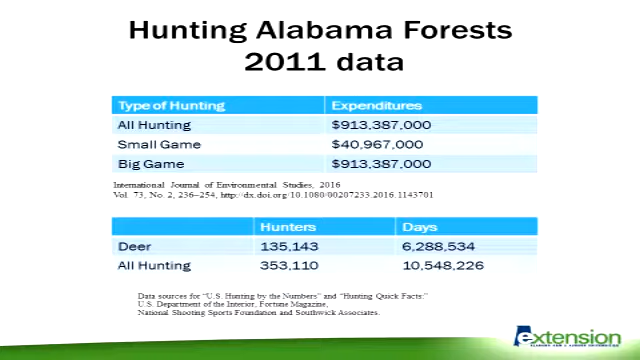 Hunting Alabama Forests
2011 data
Type of Hunting Expenditures
All Hunting $913,387,000
Small Game $40,967,000
Big Game $913,387,000
International Journal of Environmental Studies, 2016
Vol. 73, No. 2, 236–254, http://dx.doi.org/10.1080/00207233.2016.1143701
Hunters Days
Deer 135,143 6,288,534
All Hunting 353,110 10,548,226
Data sources for "U.S. Hunting by the Numbers" and "Hunting Quick Facts:"
U.S. Department of the Interior, Fortune Magazine,
National Shooting Sports Foundation and Southwick Associates.
extension